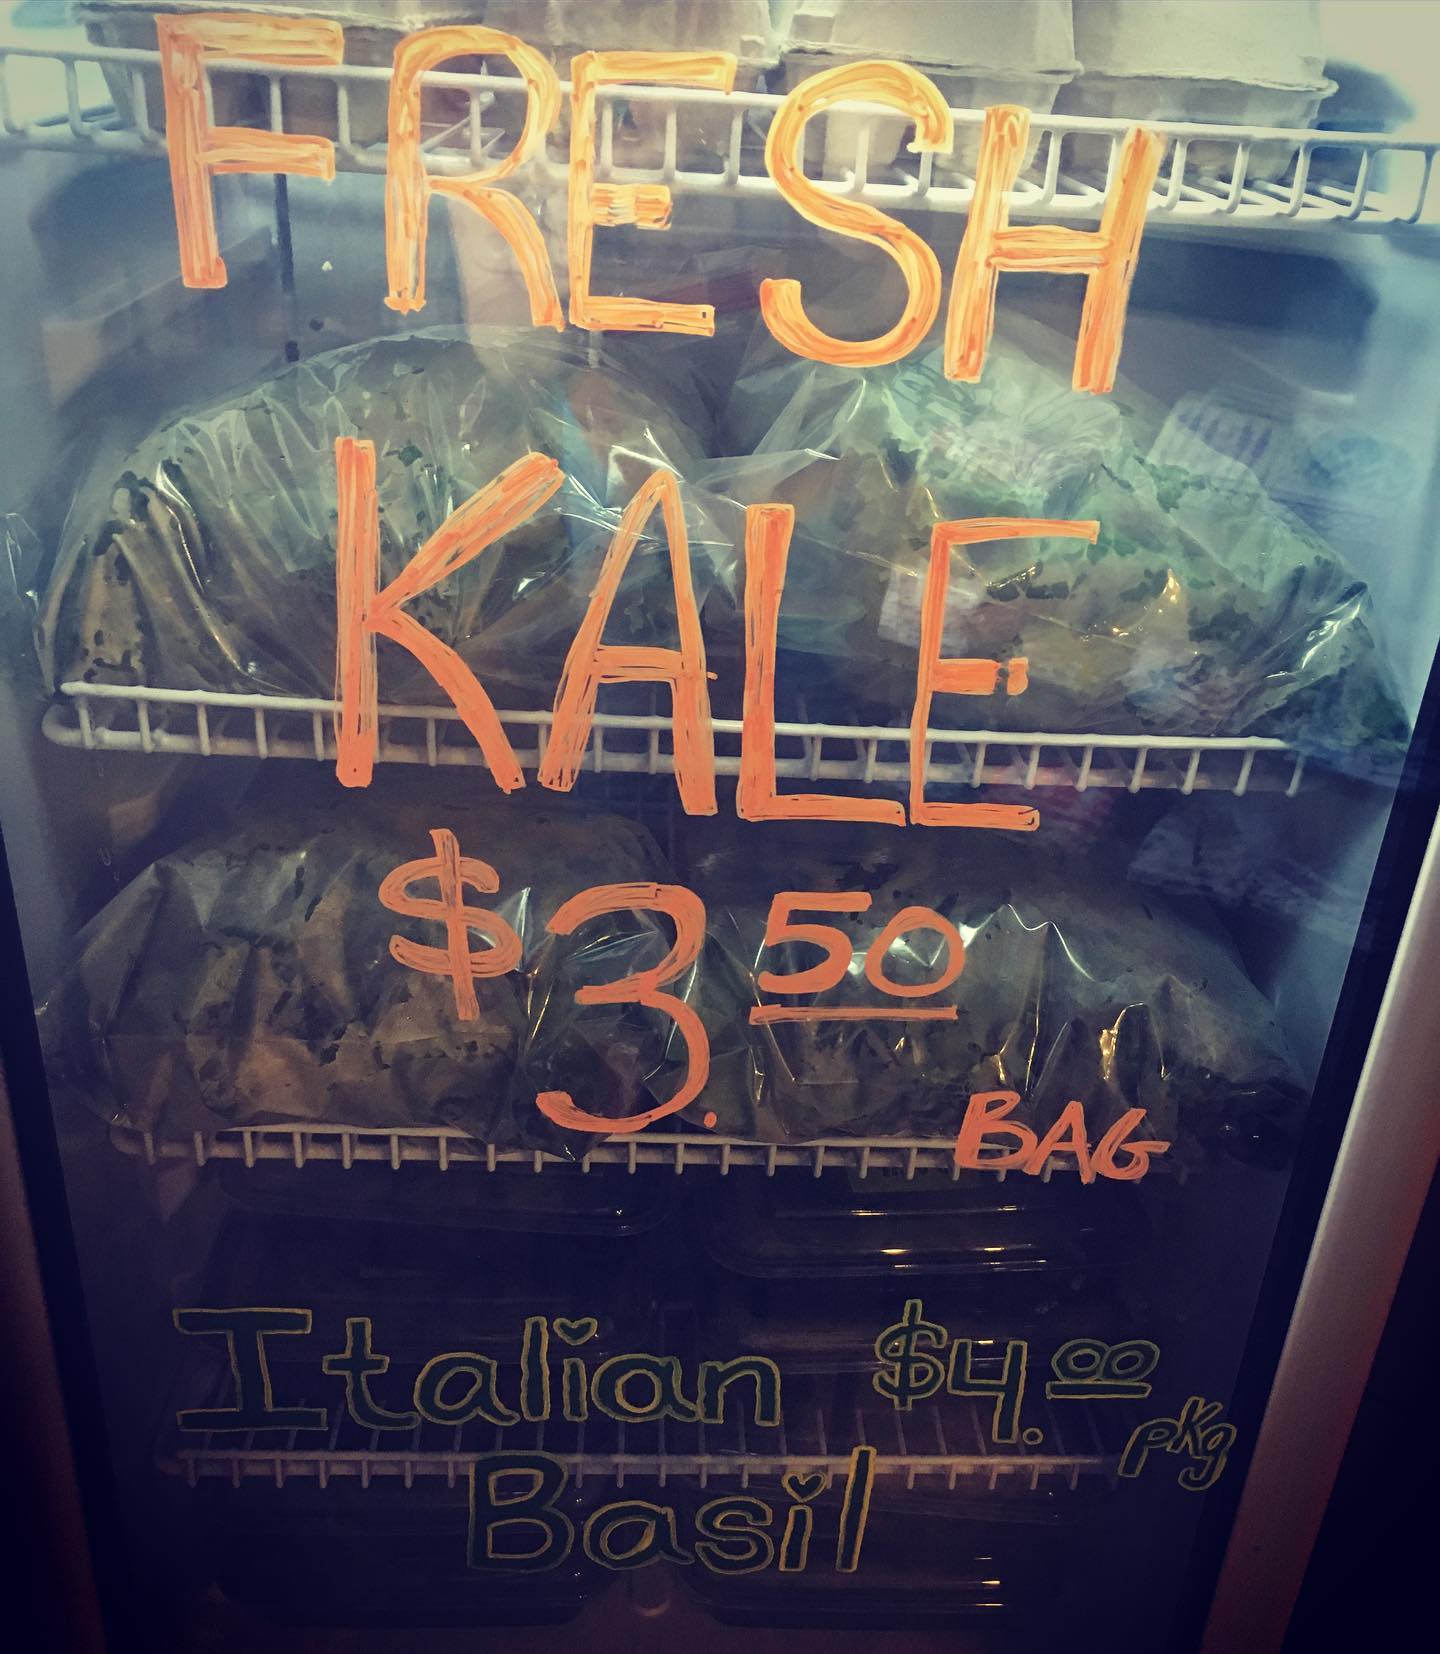 FRESH
KALE
$3.50
BAG
Italian $4.00
pkg
Basil